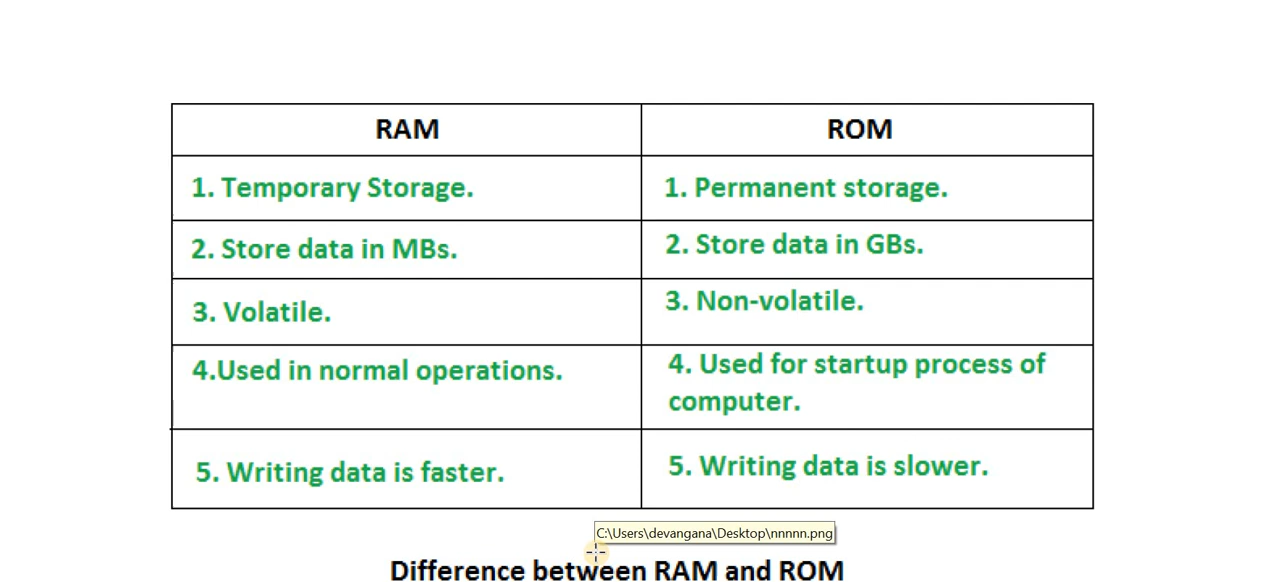 RAM
ROM
1. Temporary Storage.
1. Permanent storage.
2. Store data in MBs.
2. Store data in GBs.
3. Volatile.
3. Non-volatile.
4.Used in normal operations.
4. Used for startup process of
computer.
5. Writing data is faster.
5. Writing data is slower.
C:\Users\devangana\Desktop\nnnnn.png
Difference between RAM and ROM